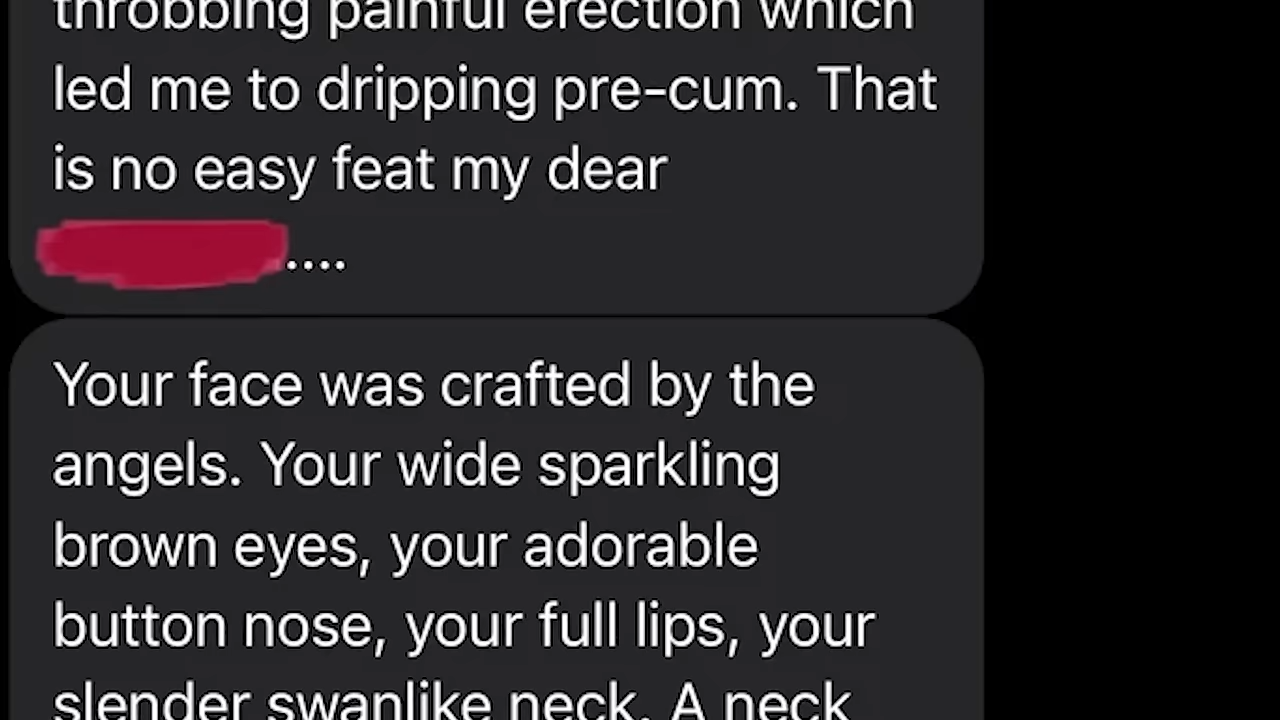 throbbing painful erection which
led me to dripping pre-cum. That
is no easy feat my dear
....
Your face was crafted by the
angels. Your wide sparkling
brown eyes, your adorable
button nose, your full lips, your
slender swanlike neck. A neck